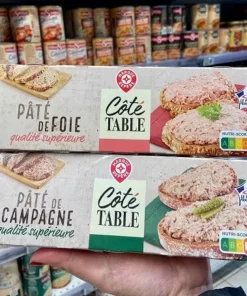 PÂTÉ
DE FOIE
qualité supérieure
Côté
TABLE
NUTRI-SCORE
PÂTÉ DE
CAMPAGNE
qualité supérieure
Côté
TABLE
NUTRI-SCORE